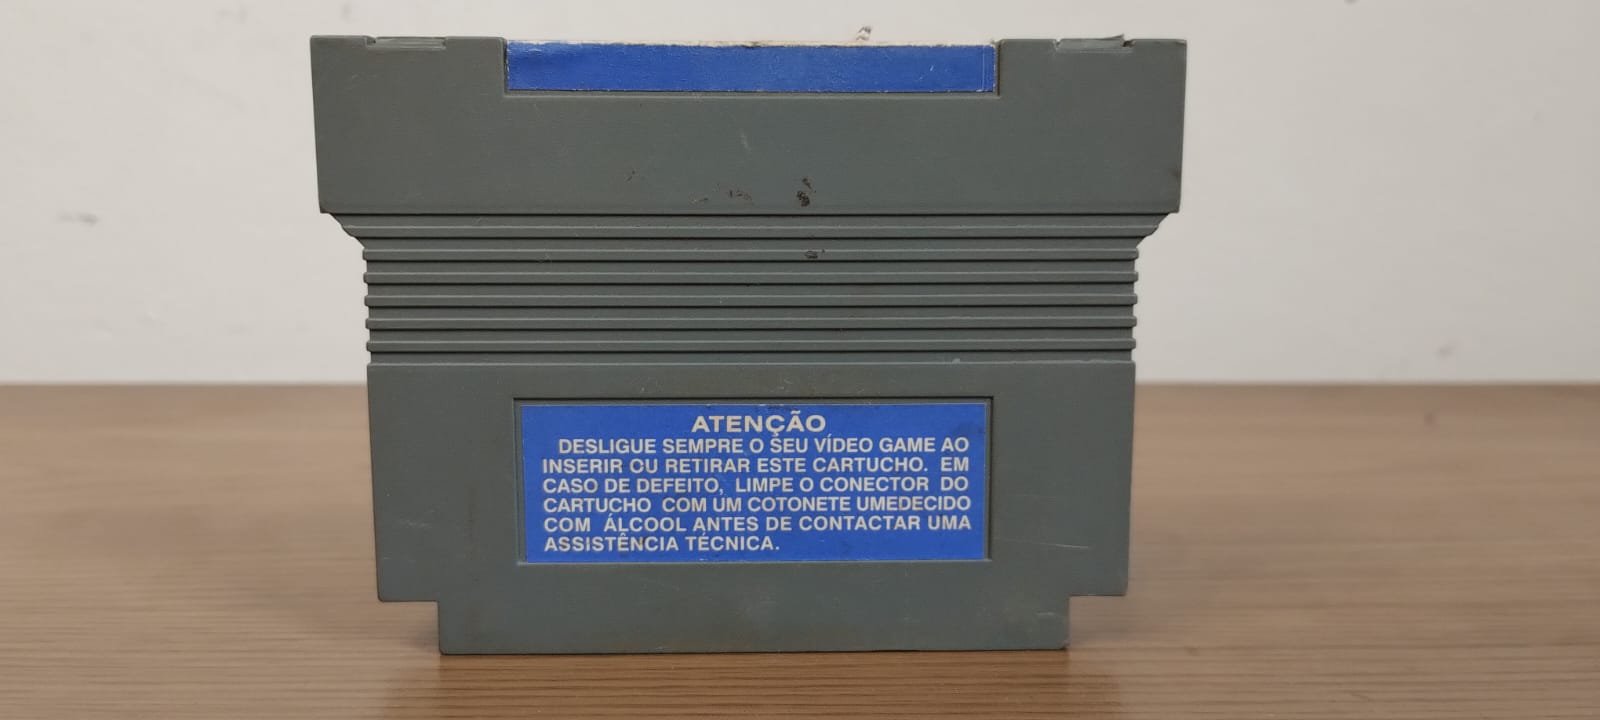 ATENÇÃO
DESLIGUE SEMPRE O SEU VÍDEO GAME AO
INSERIR OU RETIRAR ESTE CARTUCHO. EM
CASO DE DEFEITO, LIMPE O CONECTOR DO
CARTUCHO COM UM COTONETE UMEDECIDO
COM ÁLCOOL ANTES DE CONTACTAR UMA
ASSISTÊNCIA TÉCNICA.